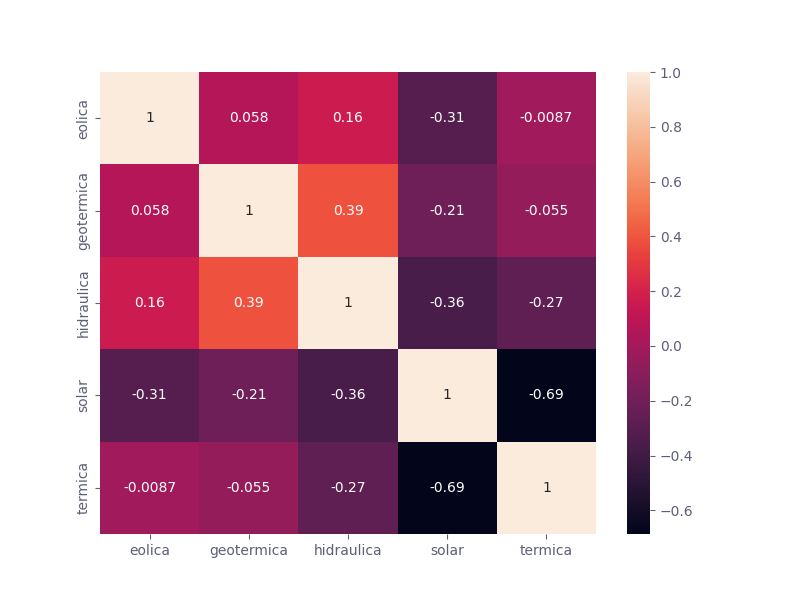 eolica 1 0.058 0.16 -0.31 -0.0087
geotermica 0.058 1 0.39 -0.21 -0.055
hidraulica 0.16 0.39 1 -0.36 -0.27
solar -0.31 -0.21 -0.36 1 -0.69
termica -0.0087 -0.055 -0.27 -0.69 1
eolica geotermica hidraulica solar termica
1.0
0.8
0.6
0.4
0.2
0.0
−0.2
−0.4
−0.6